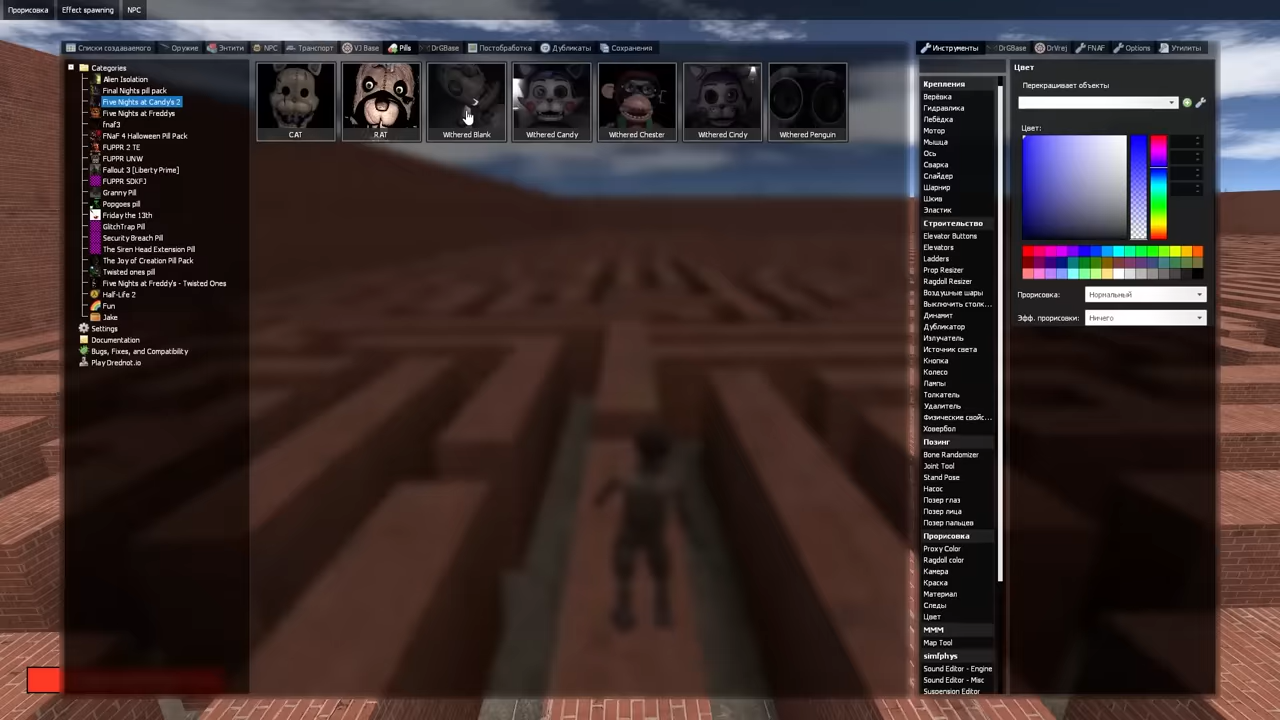 Прорисовка Effect spawning NPC
Списки создаваемого Оружие Энтити NPC Транспорт VJ Base Pills DrGBase Постобработка Дубликаты Сохранения
Categories
Alien Isolation
Final Nights pill pack
Five Nights at Candy's 2
Five Nights at Freddys
fnaf3
FNaF 4 Halloween Pill Pack
FUPPR 2 TE
FUPPR UNW
Fallout 3 [Liberty Prime]
FUPPR SDKFJ
Granny Pill
Popgoes pill
Friday the 13th
GlitchTrap Pill
Security Breach Pill
The Siren Head Extension Pill
The Joy of Creation Pill Pack
Twisted ones pill
Five Nights at Freddy's - Twisted Ones
Half-Life 2
Fun
Jake
Settings
Documentation
Bugs, Fixes, and Compatibility
Play Drednot.io
CAT RAT Withered Blank Withered Candy Withered Chester Withered Cindy Withered Penguin
Инструменты DrGBase DrVrej FNAF Options Утилиты
Крепления
Верёвка
Гидравлика
Лебёдка
Мотор
Мышца
Ось
Сварка
Слайдер
Шарнир
Шкив
Эластик
Строительство
Elevator Buttons
Elevators
Ladders
Prop Resizer
Ragdoll Resizer
Воздушные шары
Выключить столк...
Динамит
Дубликатор
Излучатель
Источник света
Кнопка
Колесо
Лампы
Толкатель
Удалитель
Физические свойс...
Ховербол
Позинг
Bone Randomizer
Joint Tool
Stand Pose
Насос
Позер глаз
Позер лица
Позер пальцев
Прорисовка
Proxy Color
Ragdoll color
Камера
Краска
Материал
Следы
Цвет
МММ
Map Tool
simfphys
Sound Editor - Engine
Sound Editor - Misc
Suspension Editor
Цвет
Перекрашивает объекты
Цвет:
Прорисовка: Нормальный
Эфф. прорисовки: Ничего